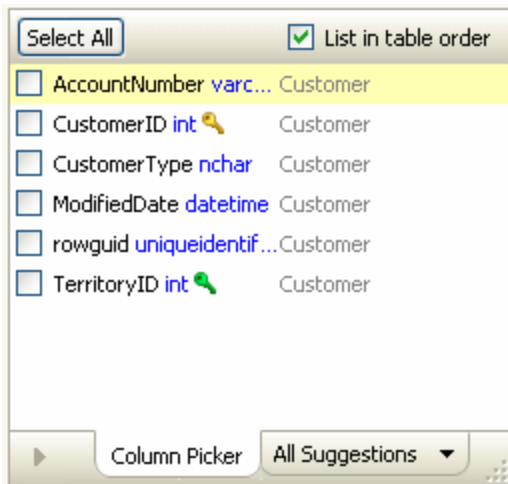 Select All List in table order
AccountNumber varc... Customer
CustomerID int Customer
CustomerType nchar Customer
ModifiedDate datetime Customer
rowguid uniqueidentif... Customer
TerritoryID int Customer
Column Picker All Suggestions